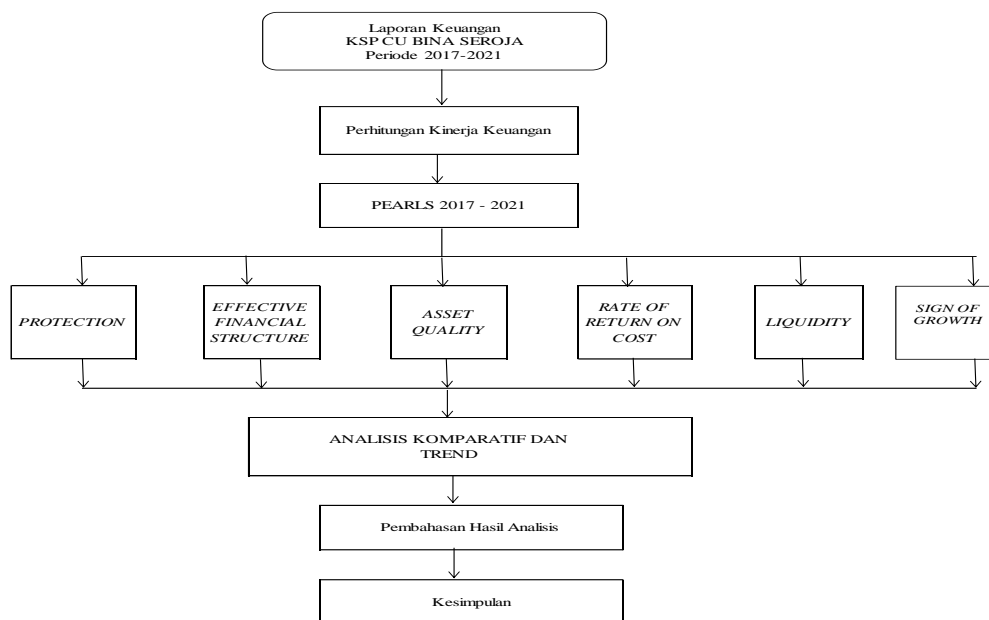 Laporan Keuangan
KSP CU BINA SEROJA
Periode 2017-2021
Perhitungan Kinerja Keuangan
PEARLS 2017 - 2021
PROTECTION
EFFECTIVE
FINANCIAL
STRUCTURE
ASSET
QUALITY
RATE OF
RETURN ON
COST
LIQUIDITY
SIGN OF
GROWTH
ANALISIS KOMPARATIF DAN
TREND
Pembahasan Hasil Analisis
Kesimpulan